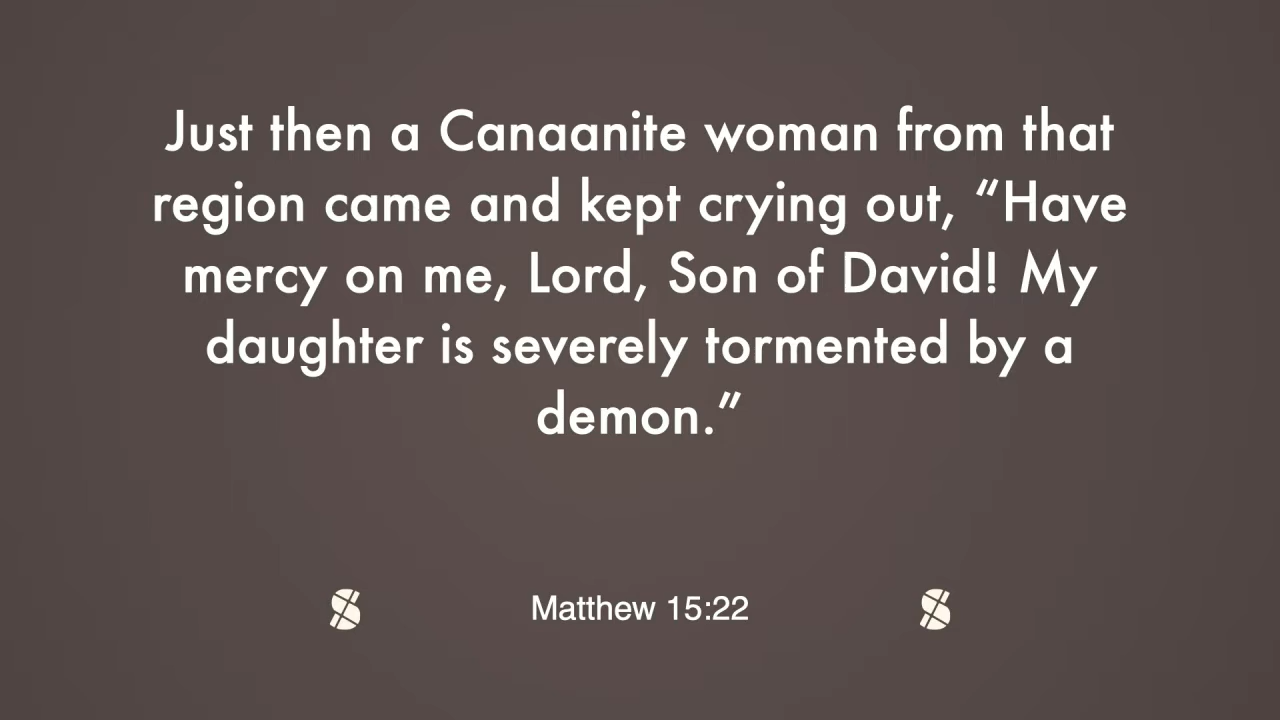 Just then a Canaanite woman from that
region came and kept crying out, “Have
mercy on me, Lord, Son of David! My
daughter is severely tormented by a
demon.”
Matthew 15:22